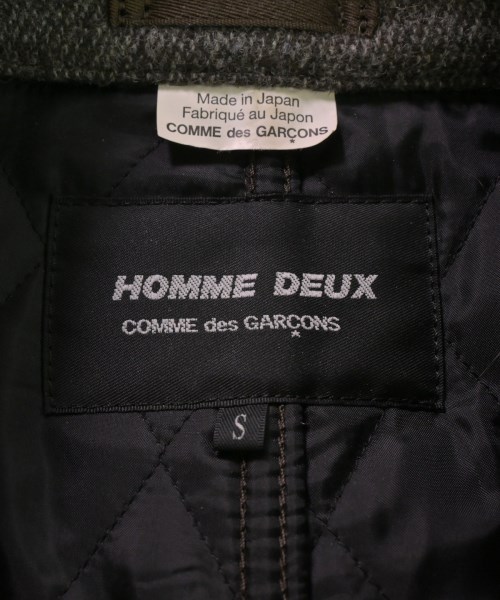 Made in Japan
Fabriqué au Japon
COMME des GARÇONS
HOMME DEUX
COMME des GARÇONS
S